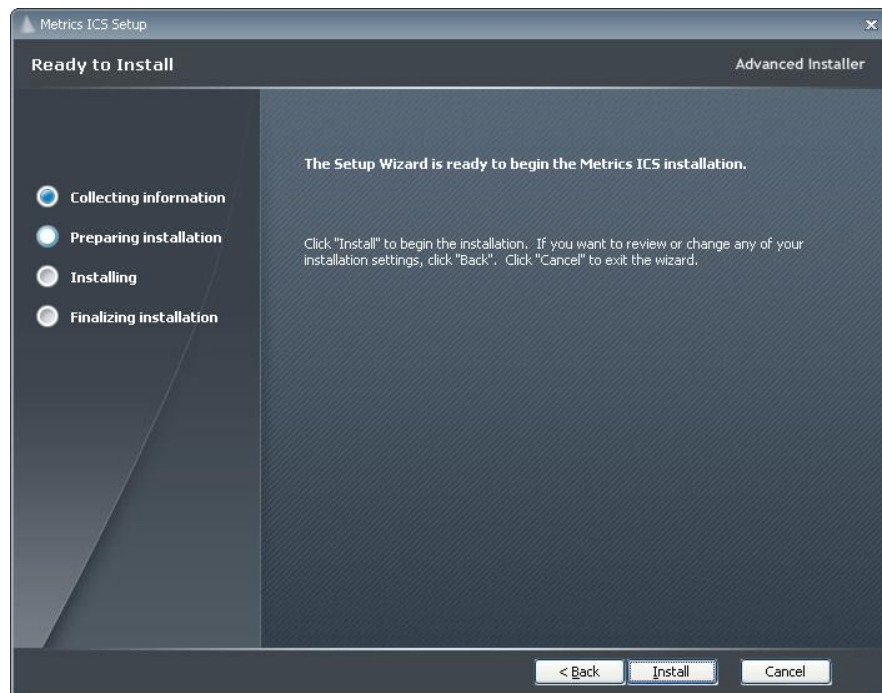 Metrics ICS Setup
Ready to Install
Advanced Installer
The Setup Wizard is ready to begin the Metrics ICS installation.
Collecting information
Preparing installation
Installing
Finalizing installation
Click "Install" to begin the installation. If you want to review or change any of your
installation settings, click "Back". Click "Cancel" to exit the wizard.
< Back
Install
Cancel